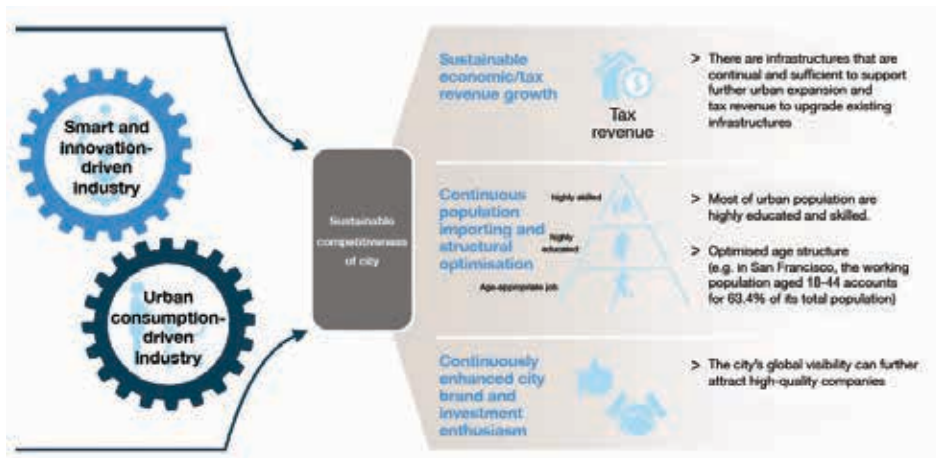 Smart and
innovation-
driven
industry
Urban
consumption-
driven
industry
Sustainable
competitiveness
of city
Sustainable
economic/tax
revenue growth
Tax
revenue
> There are infrastructures that are
continual and sufficient to support
further urban expansion and
tax revenue to upgrade existing
infrastructures
Continuous
population
importing and
structural
optimisation
highly skilled
highly
educated
Age-appropriate job
> Most of urban population are
highly educated and skilled.
> Optimised age structure
(e.g. in San Francisco, the working
population aged 18-44 accounts
for 63.4% of its total population)
Continuously
enhanced city
brand and
investment
enthusiasm
> The city's global visibility can further
attract high-quality companies